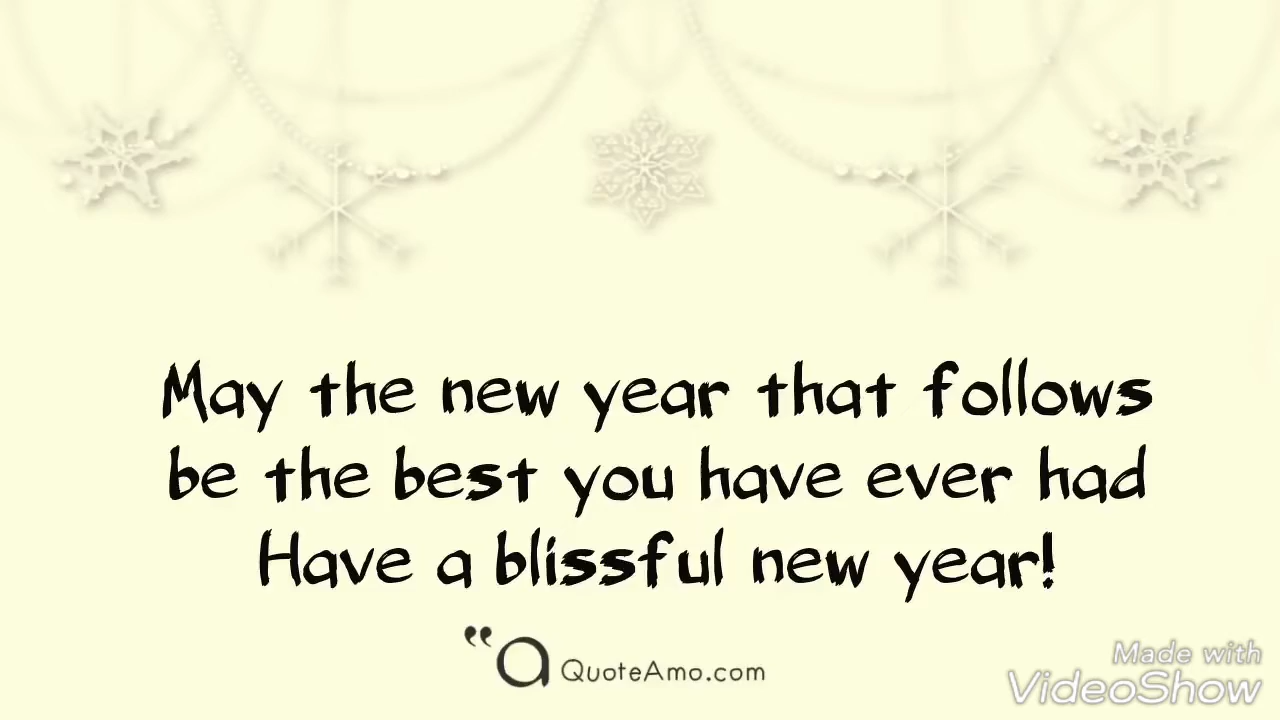 May the new year that follows
be the best you have ever had
Have a blissful new year!
QuoteAmo.com
Made with
VideoShow